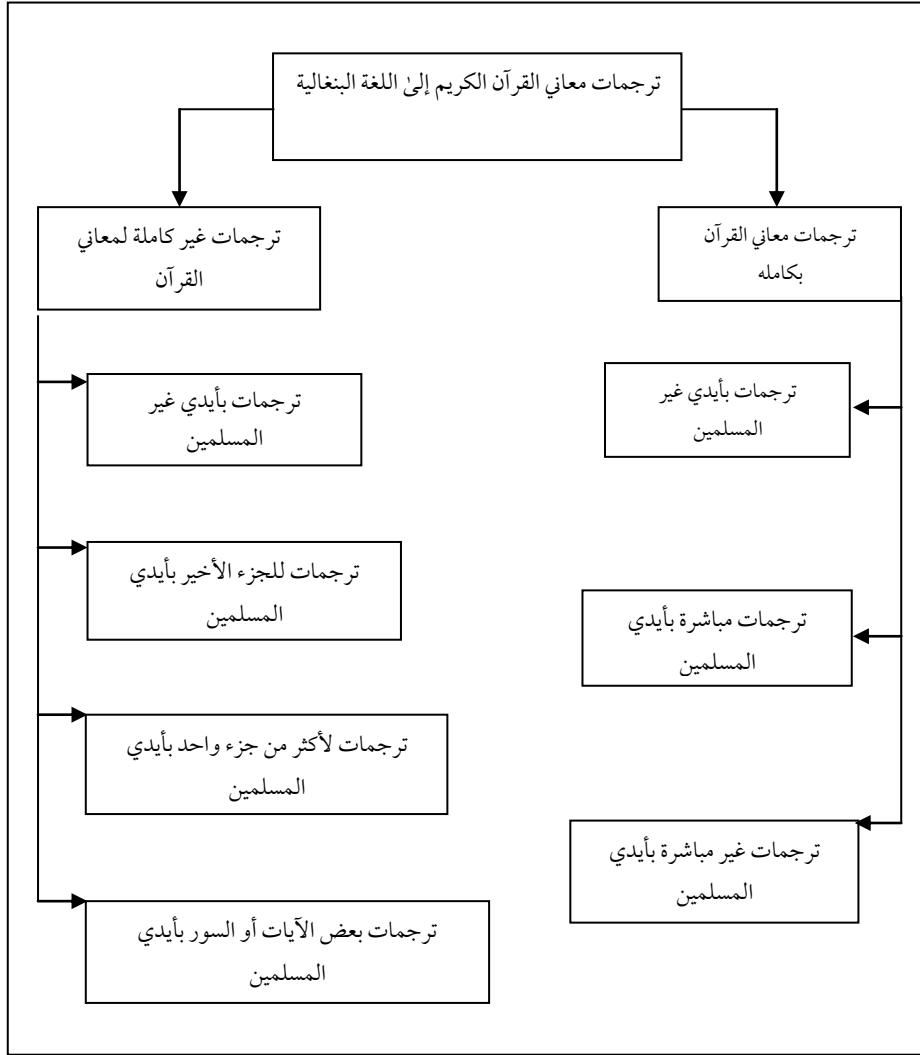 ترجمات معاني القرآن الكريم إلىٰ اللغة البنغالية
ترجمات معاني القرآن
بكامله
ترجمات بأيدي غير
المسلمين
ترجمات مباشرة بأيدي
المسلمين
ترجمات غير مباشرة بأيدي
المسلمين
ترجمات غير كاملة لمعاني
القرآن
ترجمات بأيدي غير
المسلمين
ترجمات للجزء الأخير بأيدي
المسلمين
ترجمات لأكثر من جزء واحد بأيدي
المسلمين
ترجمات بعض الآيات أو السور بأيدي
المسلمين